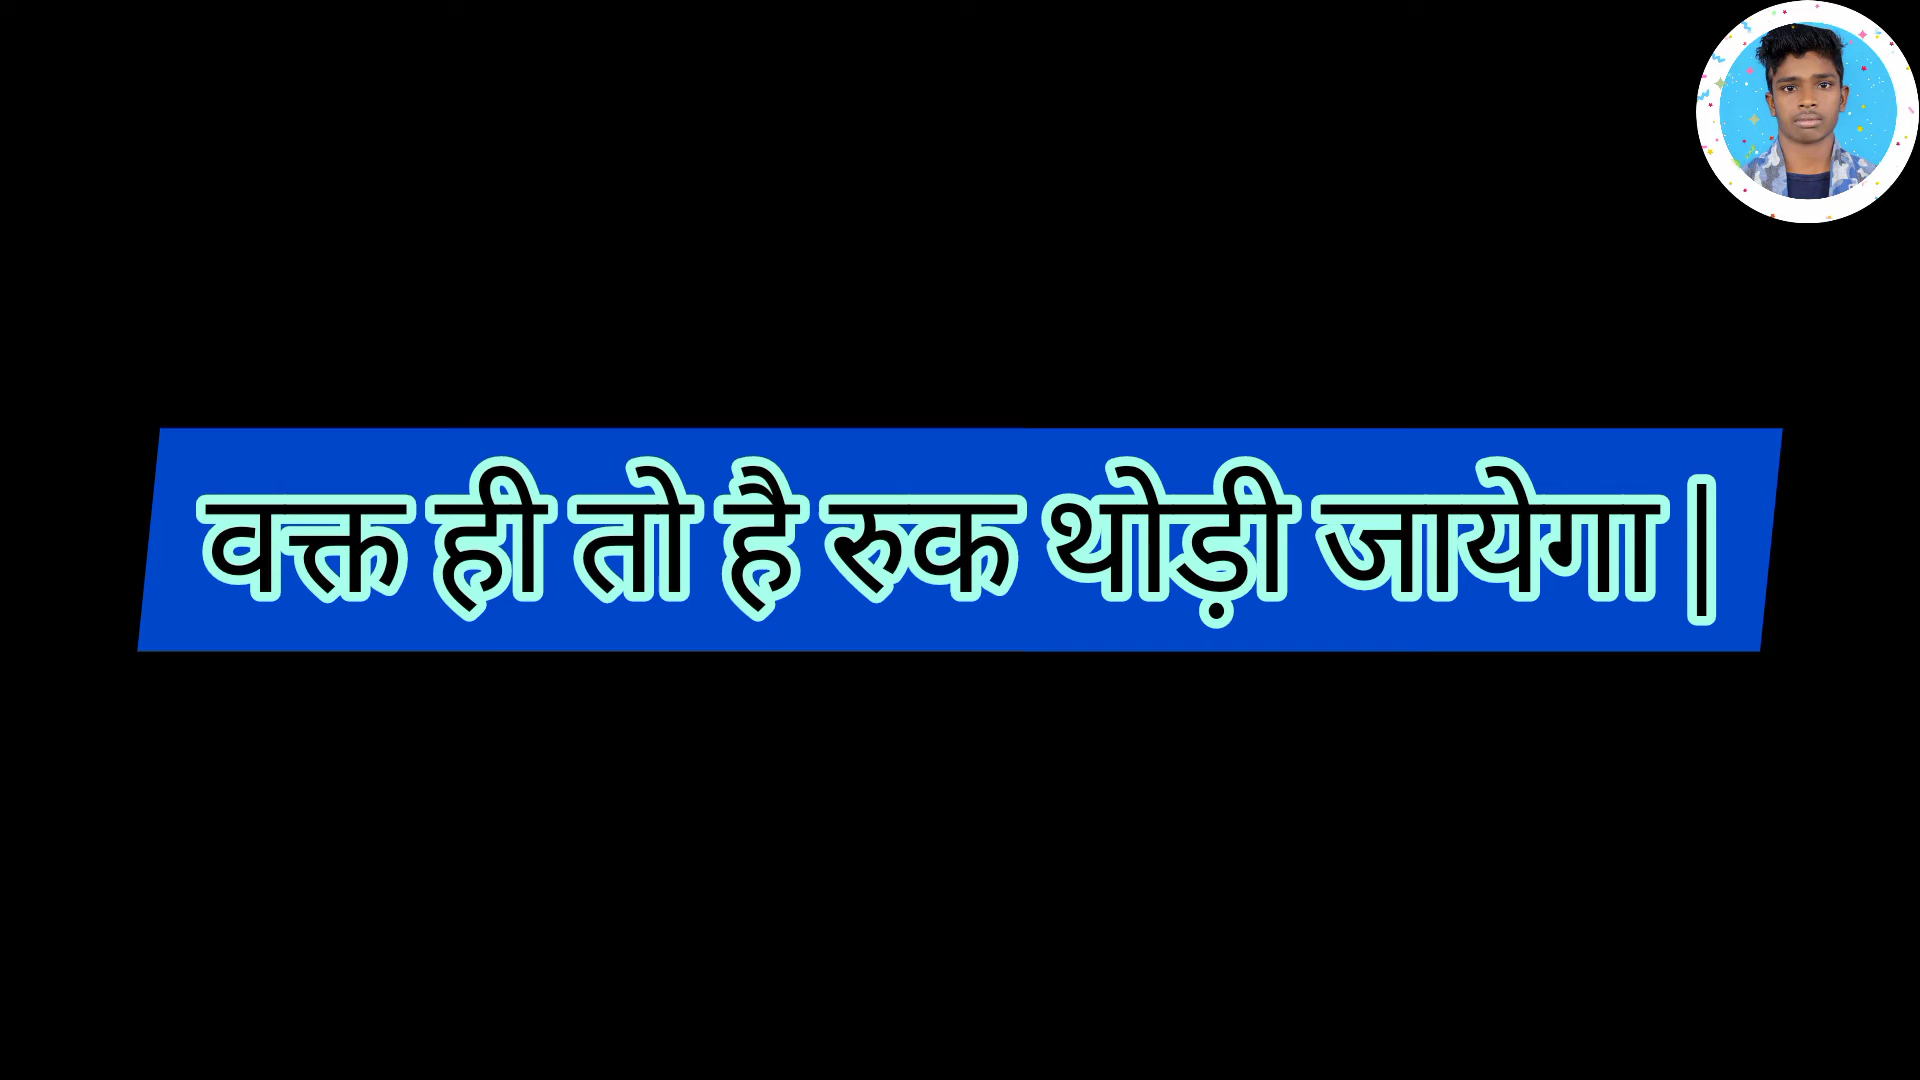 वक्त ही तो है रुक थोड़ी जायेगा |